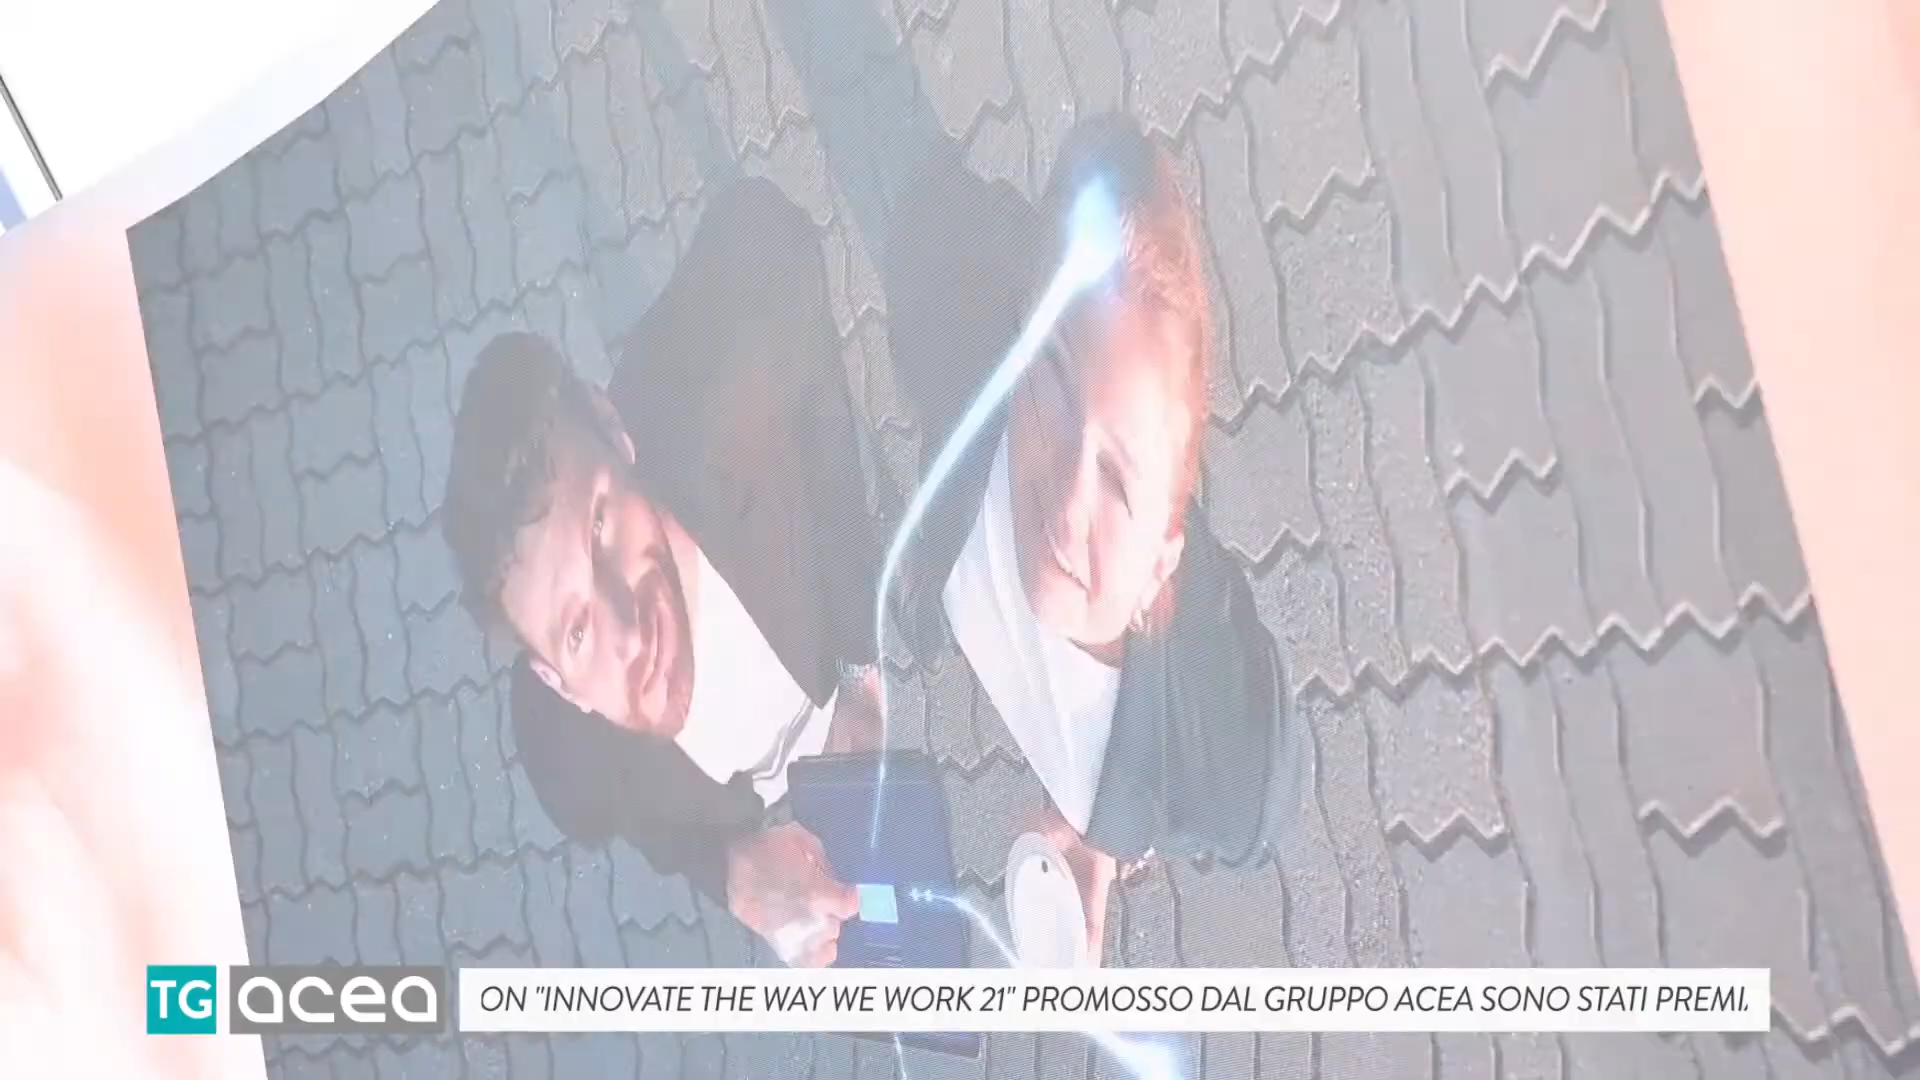 TG acea ON "INNOVATE THE WAY WE WORK 21" PROMOSSO DAL GRUPPO ACEA SONO STATI PREMI